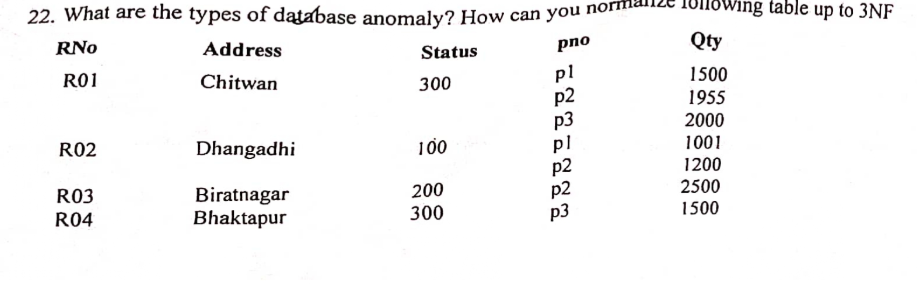 22. What are the types of database anomaly? How can you normalize following table up to 3NF
RNo Address Status pno Qty
R01 Chitwan 300 p1 1500
p2 1955
p3 2000
R02 Dhangadhi 100 p1 1001
p2 1200
R03 Biratnagar 200 p2 2500
R04 Bhaktapur 300 p3 1500